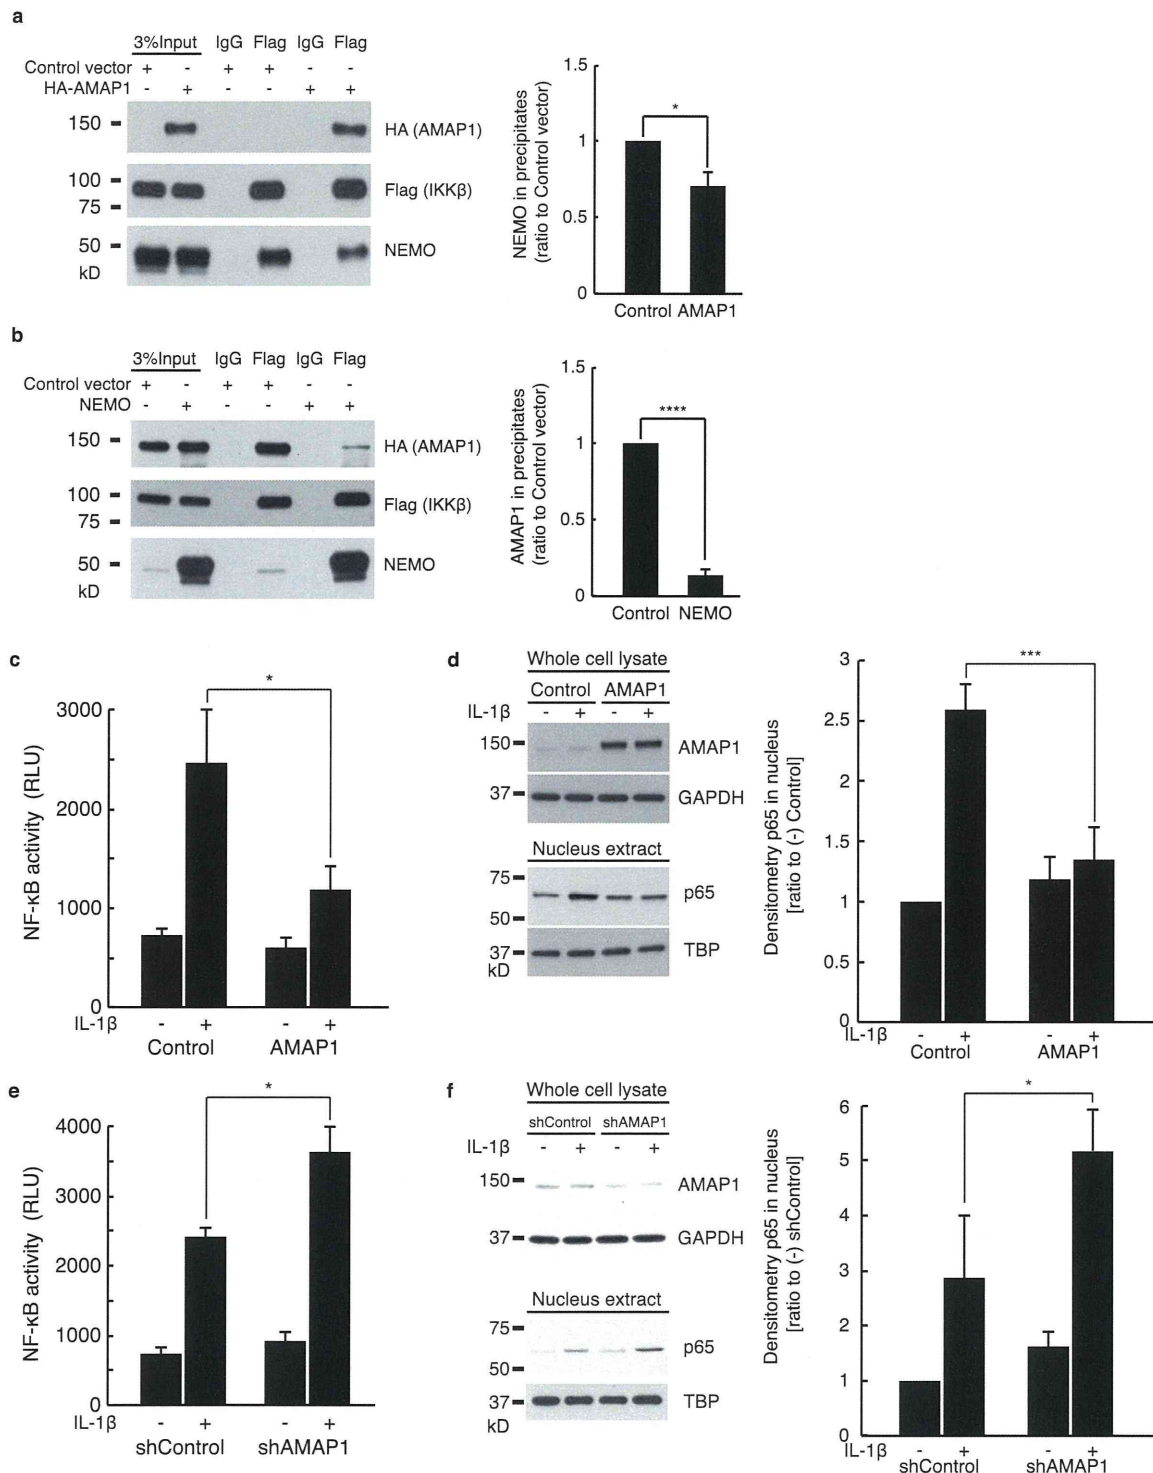 a
3%Input IgG Flag IgG Flag
Control vector + - + + - -
HA-AMAP1 - + - - + +
150 HA (AMAP1)
100 Flag (IKKβ)
75
50 NEMO
kD
NEMO in precipitates
(ratio to Control vector)
1.5
1
0.5
0
*
Control AMAP1
b
3%Input IgG Flag IgG Flag
Control vector + - + + - -
NEMO - + - - + +
150 HA (AMAP1)
100 Flag (IKKβ)
75
50 NEMO
kD
AMAP1 in precipitates
(ratio to Control vector)
1.5
1
0.5
0
****
Control NEMO
c
NF-κB activity (RLU)
3000
2000
1000
0
*
IL-1β - + - +
Control AMAP1
d
Whole cell lysate
Control AMAP1
IL-1β - + - +
150 AMAP1
37 GAPDH
Nucleus extract
75 p65
50
37 TBP
kD
Densitometry p65 in nucleus
[ratio to (-) Control]
3
2.5
2
1.5
1
0.5
0
***
IL-1β - + - +
Control AMAP1
e
NF-κB activity (RLU)
4000
3000
2000
1000
0
*
IL-1β - + - +
shControl shAMAP1
f
Whole cell lysate
shControl shAMAP1
IL-1β - + - +
150 AMAP1
37 GAPDH
Nucleus extract
75 p65
50
37 TBP
kD
Densitometry p65 in nucleus
[ratio to (-) shControl]
6
5
4
3
2
1
0
*
IL-1β - + - +
shControl shAMAP1